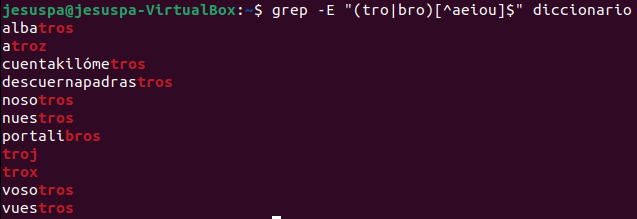 jesuspa@jesuspa-VirtualBox:~$ grep -E "(tro|bro)[^aeiou]$" diccionario
albatros
atroz
cuentakilómetros
descuernapadrastros
nosotros
nuestros
portalibros
troj
trox
vosotros
vuestros